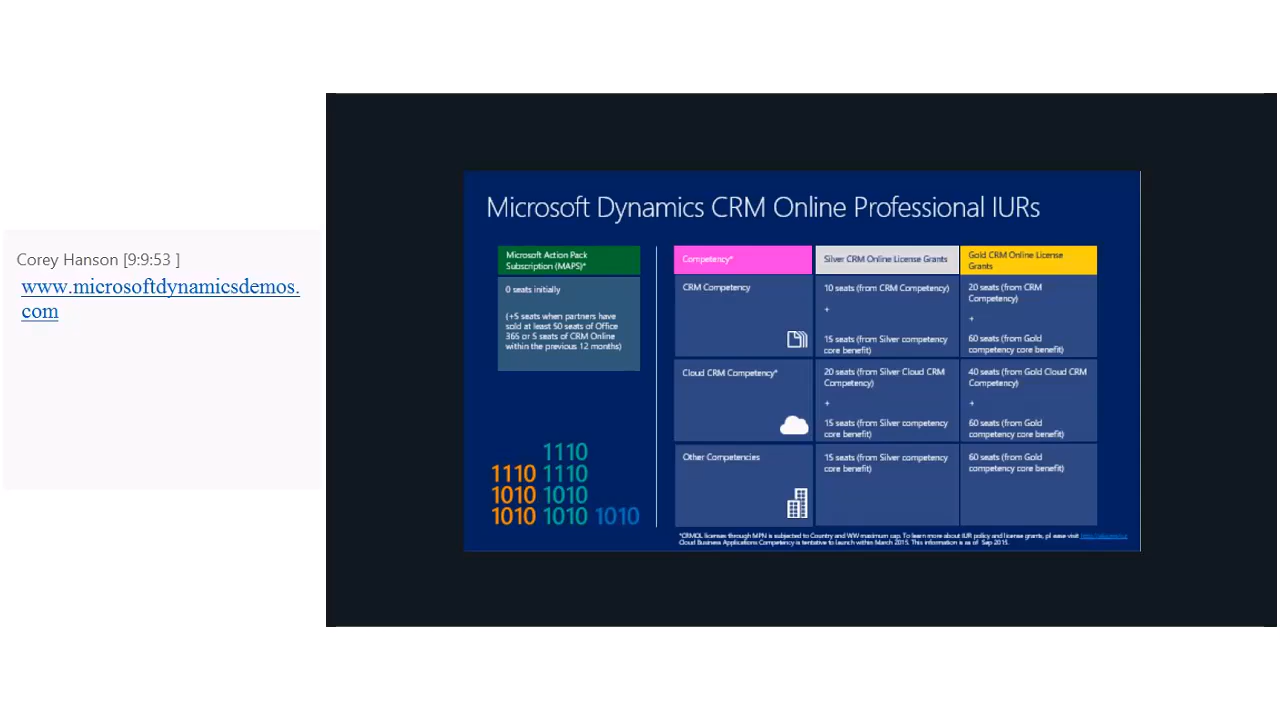 Corey Hanson [9:9:53 ]
www.microsoftdynamicsdemos.
com
Microsoft Dynamics CRM Online Professional IURs
Microsoft Action Pack
Subscription (MAPS)*
0 seats initially
(+5 seats when partners have
sold at least 50 seats of Office
365 or 5 seats of CRM Online
within the previous 12 months)
1110
1110 1110
1010 1010
1010 1010 1010
Competency*
Silver CRM Online License Grants
Gold CRM Online License
Grants
CRM Competency
10 seats (from CRM Competency)
+
15 seats (from Silver competency
core benefit)
20 seats (from CRM
Competency)
+
60 seats (from Gold
competency core benefit)
Cloud CRM Competency*
20 seats (from Silver Cloud CRM
Competency)
+
15 seats (from Silver competency
core benefit)
40 seats (from Gold Cloud CRM
Competency)
+
60 seats (from Gold
competency core benefit)
Other Competencies
15 seats (from Silver competency
core benefit)
60 seats (from Gold
competency core benefit)
*CRMOL licenses through MPN is subjected to Country and WW maximum cap. To learn more about IUR policy and license grants, pl ease visit
Cloud Business Applications Competency is tentative to launch within March 2015. This information is as of Sep 2015.